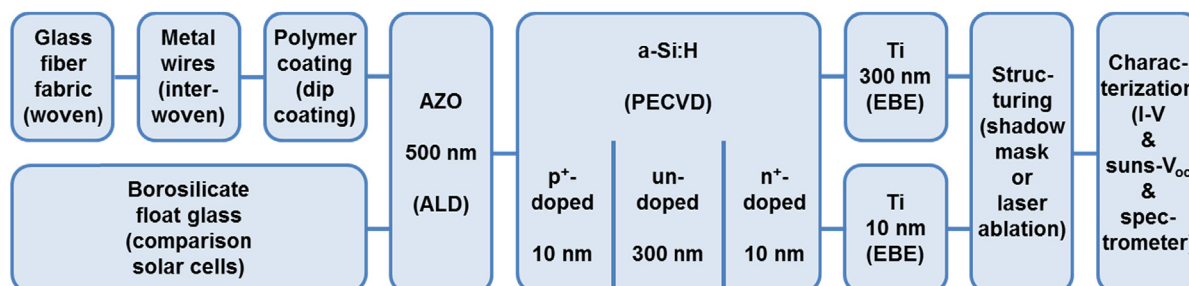 Glass
fiber
fabric
(woven)
Metal
wires
(inter-
woven)
Polymer
coating
(dip
coating)
Borosilicate
float glass
(comparison
solar cells)
AZO
500 nm
(ALD)
a-Si:H
(PECVD)
p⁺-
doped
10 nm
un-
doped
300 nm
n⁺-
doped
10 nm
Ti
300 nm
(EBE)
Ti
10 nm
(EBE)
Struc-
turing
(shadow
mask
or
laser
ablation)
Charac-
terization
(I-V
&
suns-Vₒc
&
spec-
trometer